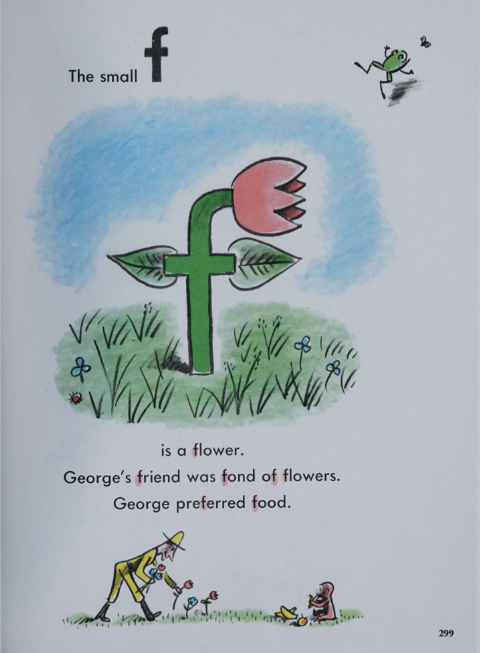 The small f
is a flower.
George's friend was fond of flowers.
George preferred food.
299